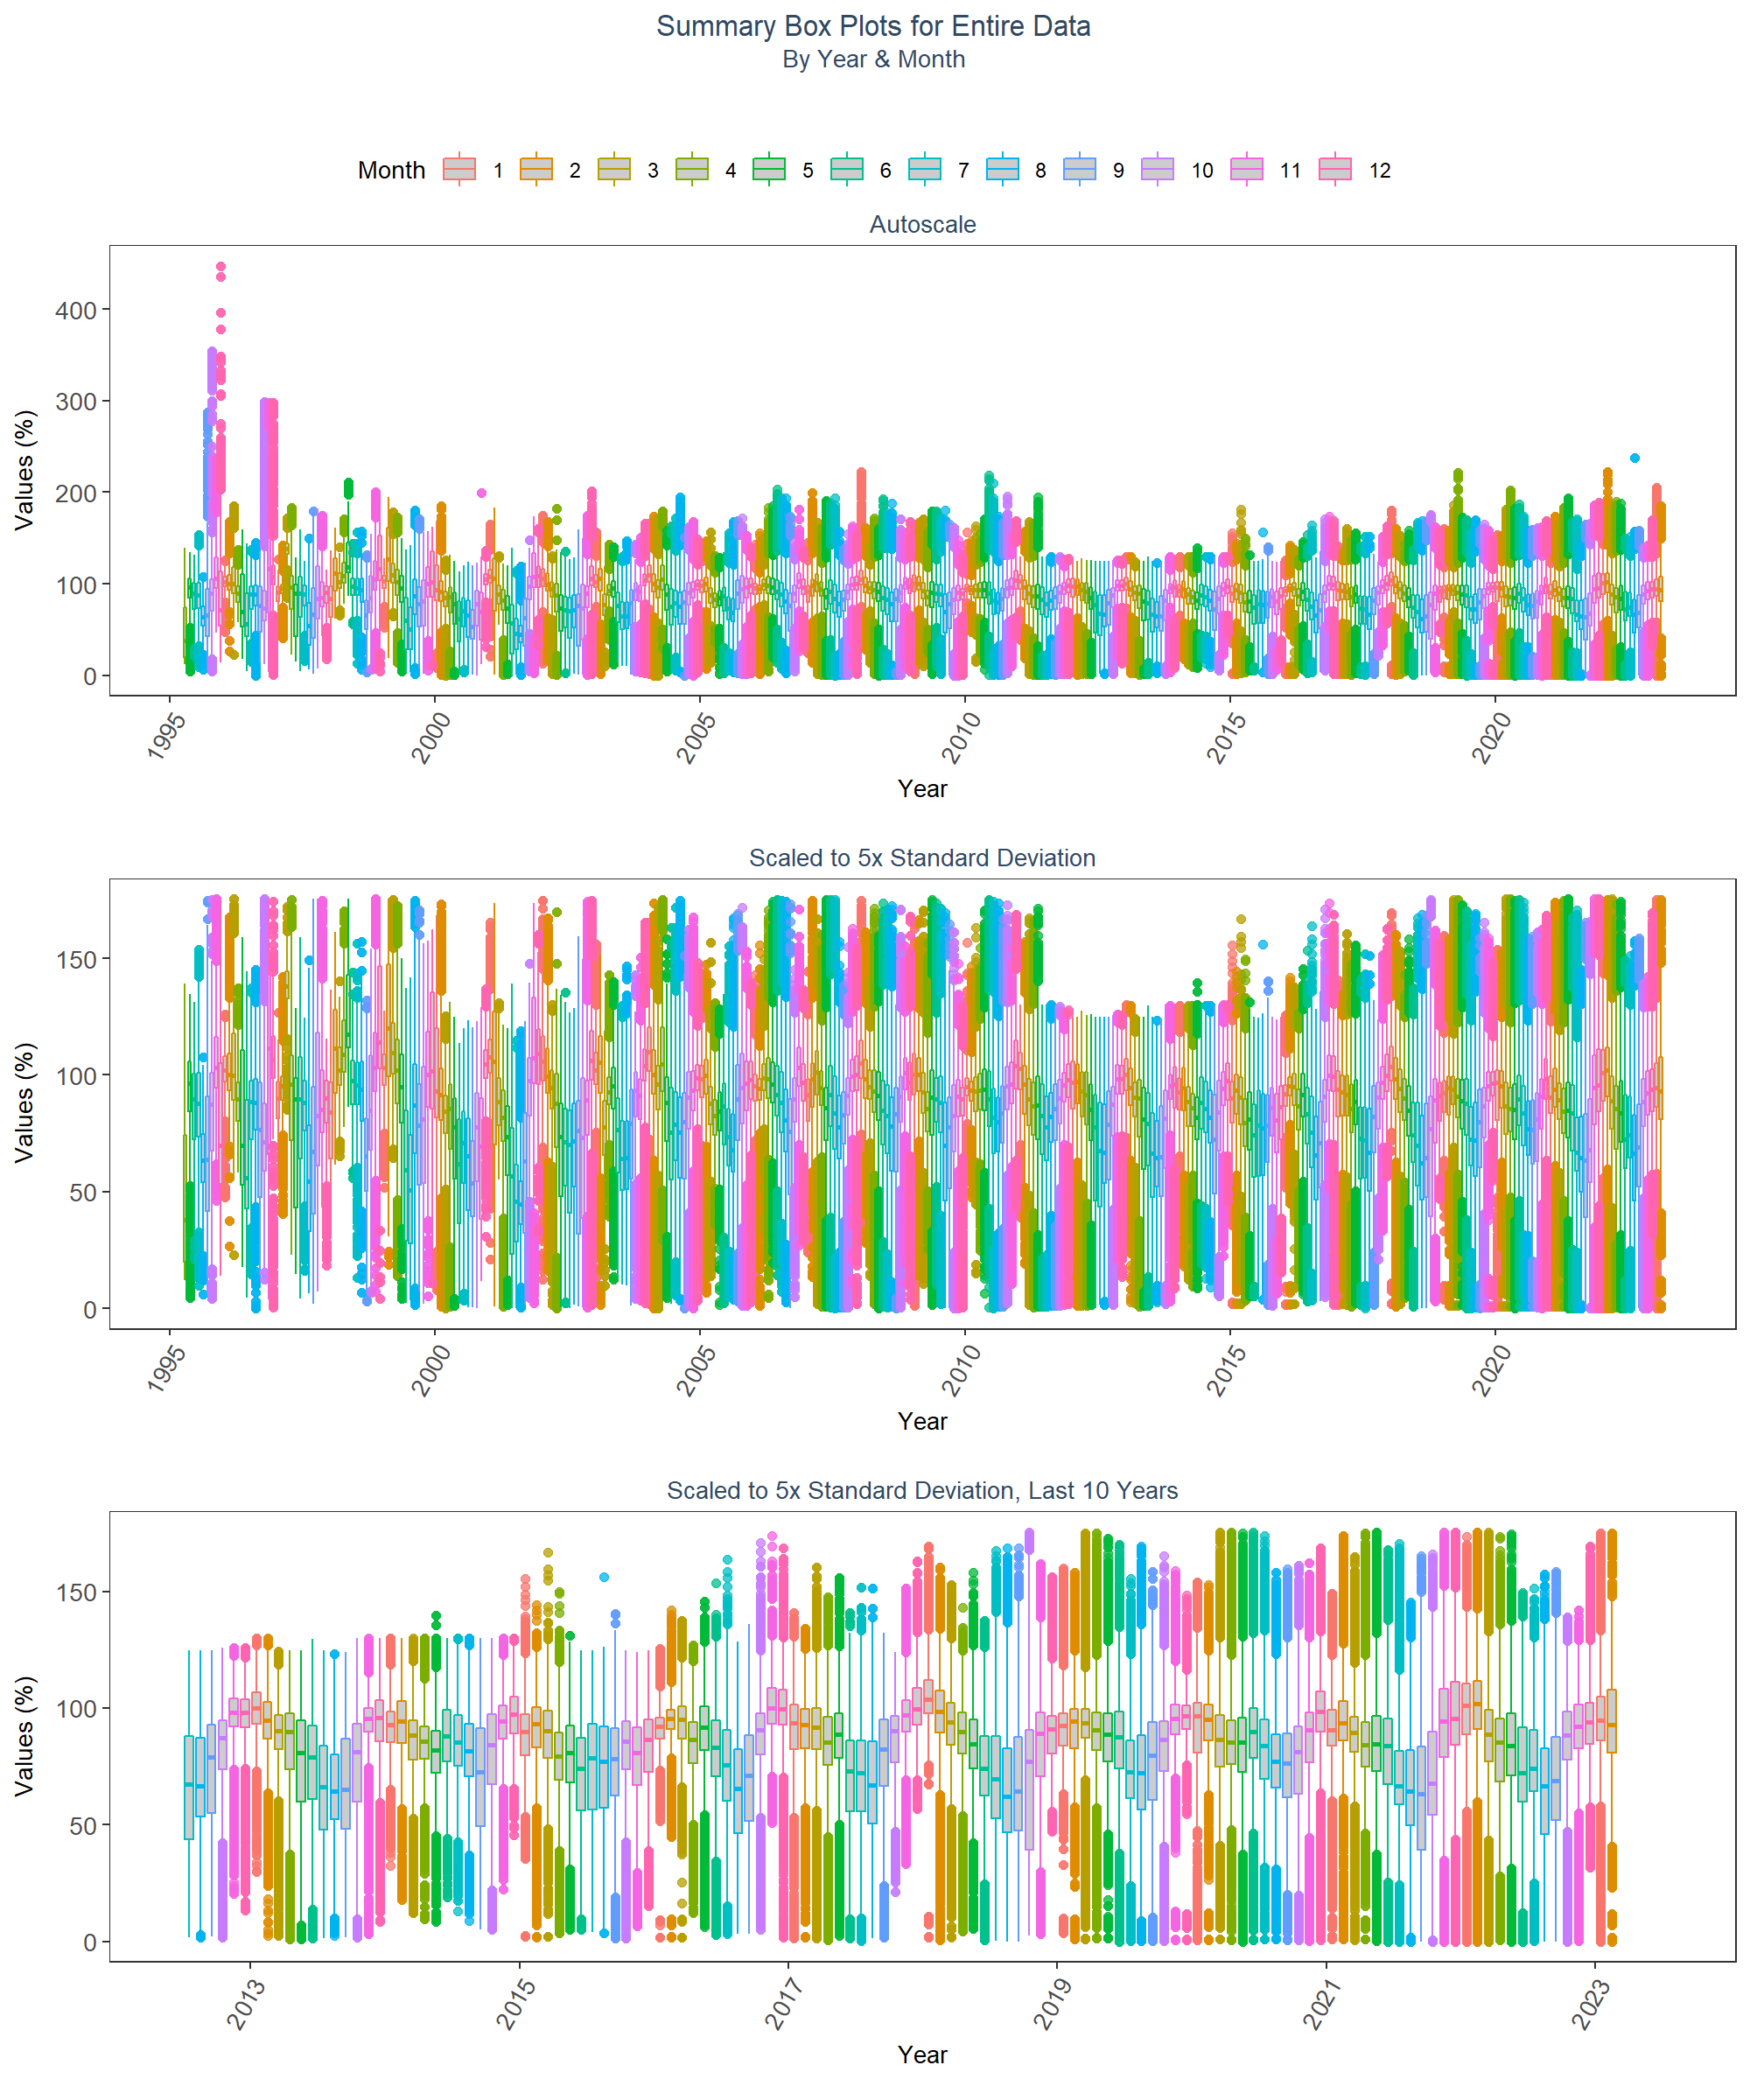 Summary Box Plots for Entire Data
By Year & Month
Month 1 2 3 4 5 6 7 8 9 10 11 12
Autoscale
Values (%)
400
300
200
100
0
1995 2000 2005 2010 2015 2020
Year
Scaled to 5x Standard Deviation
Values (%)
150
100
50
0
1995 2000 2005 2010 2015 2020
Year
Scaled to 5x Standard Deviation, Last 10 Years
Values (%)
150
100
50
0
2013 2015 2017 2019 2021 2023
Year